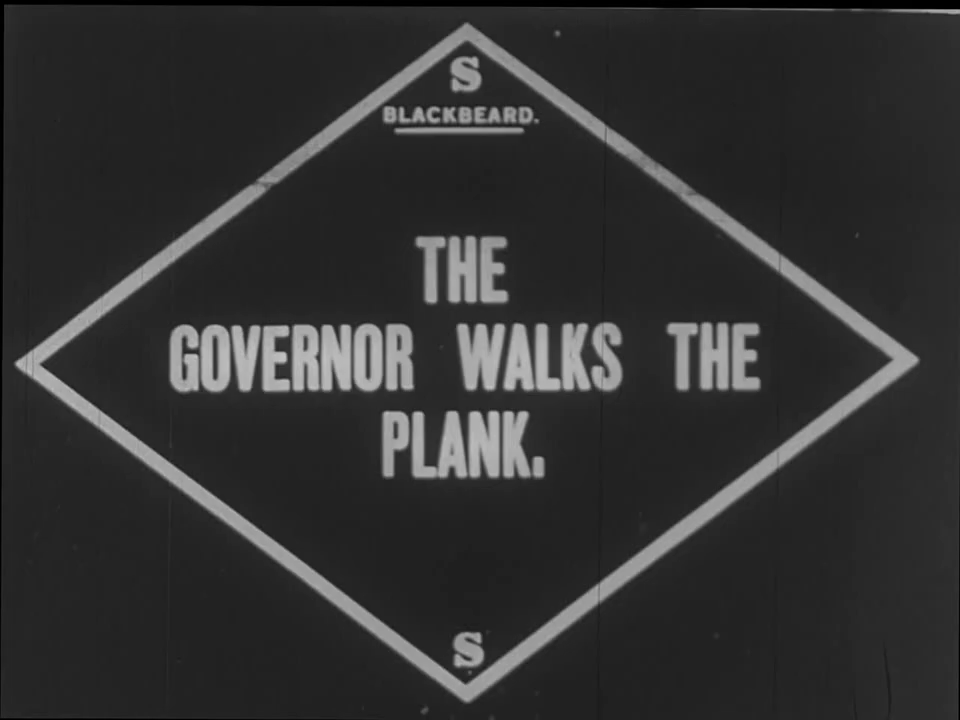 S
BLACKBEARD.
THE
GOVERNOR WALKS THE
PLANK.
S